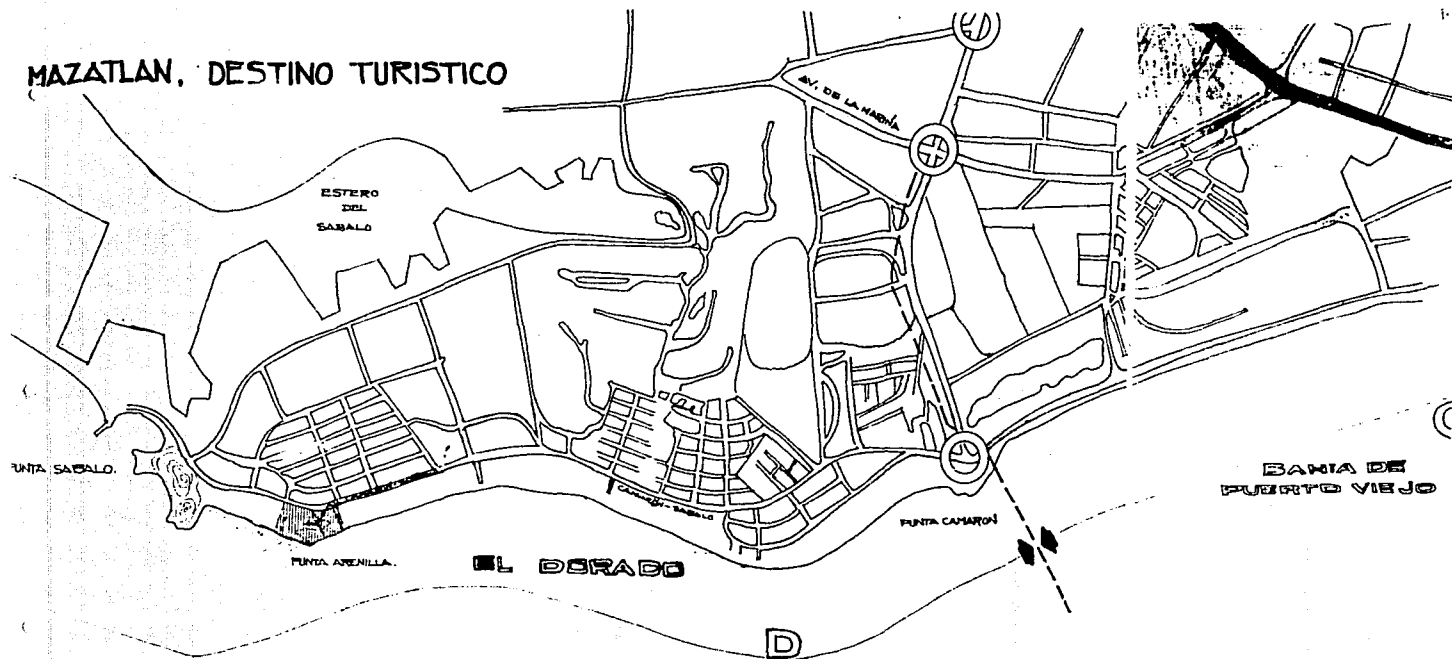 MAZATLAN, DESTINO TURISTICO
AV. DE LA MARINA
ESTERO
DEL
SABALO
PUNTA SABALO.
CAMARON-SABALO
PUNTA ARENILLA.
EL DORADO
PUNTA CAMARON
BAHIA DE
PUERTO VIEJO
D